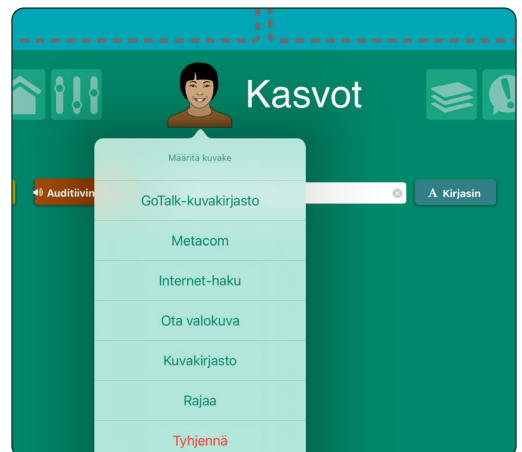 Kasvot
Määritä kuvake
Auditiivin
A Kirjasin
GoTalk-kuvakirjasto
Metacom
Internet-haku
Ota valokuva
Kuvakirjasto
Rajaa
Tyhjennä